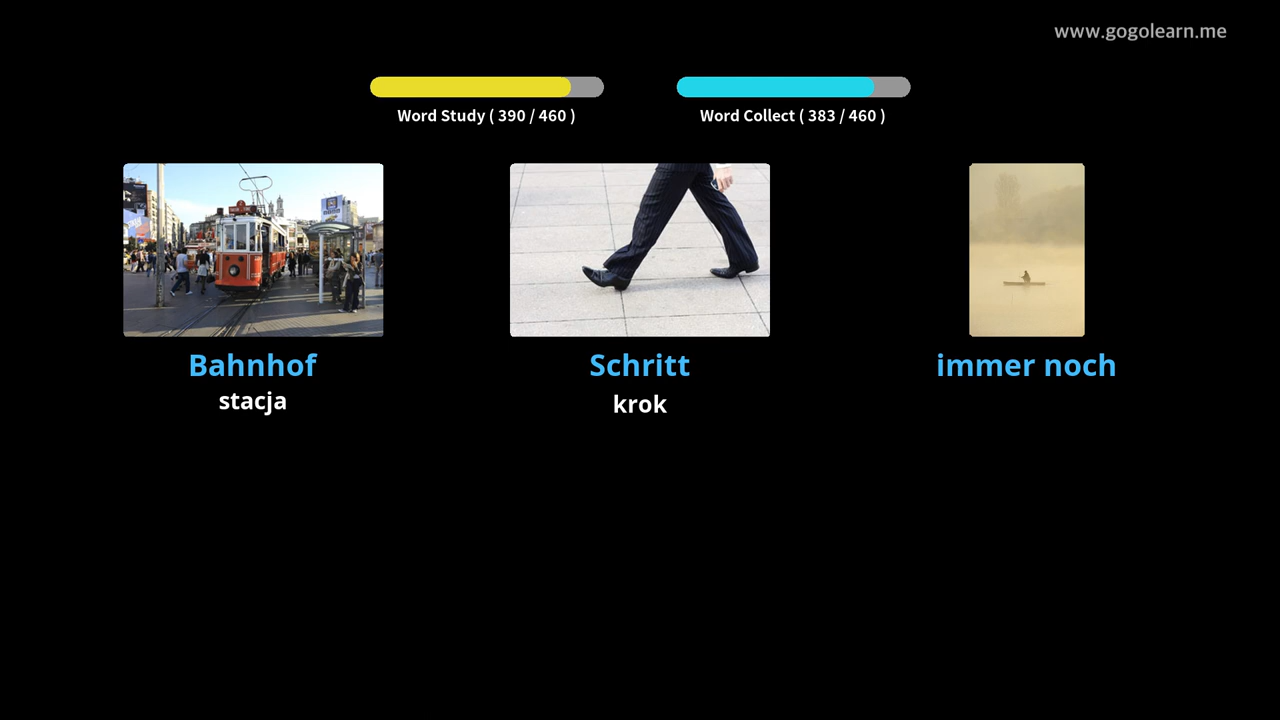 www.gogolearn.me
Word Study ( 390 / 460 )
Word Collect ( 383 / 460 )
Bahnhof
stacja
Schritt
krok
immer noch